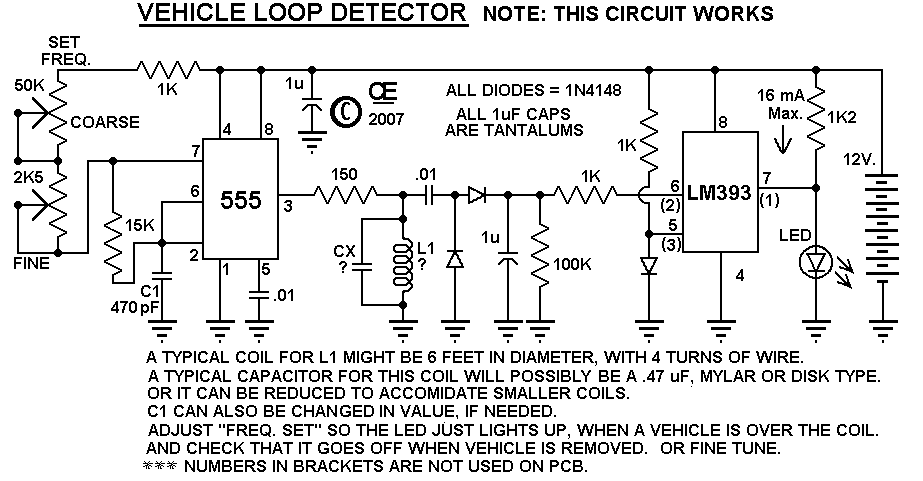 VEHICLE LOOP DETECTOR NOTE: THIS CIRCUIT WORKS
SET
FREQ.
50K
COARSE
1K
1u
© OE
2007
ALL DIODES = 1N4148
ALL 1uF CAPS
ARE TANTALUMS
16 mA
Max.
1K2
12V.
4
8
7
6
2
555
3
1
5
2K5
FINE
15K
C1
470 pF
.01
150
.01
CX
?
L1
?
1u
100K
1K
1K
8
6
(2)
5
(3)
LM393
7
(1)
4
LED
A TYPICAL COIL FOR L1 MIGHT BE 6 FEET IN DIAMETER, WITH 4 TURNS OF WIRE.
A TYPICAL CAPACITOR FOR THIS COIL WILL POSSIBLY BE A .47 uF, MYLAR OR DISK TYPE.
OR IT CAN BE REDUCED TO ACCOMIDATE SMALLER COILS.
C1 CAN ALSO BE CHANGED IN VALUE, IF NEEDED.
ADJUST "FREQ. SET" SO THE LED JUST LIGHTS UP, WHEN A VEHICLE IS OVER THE COIL.
AND CHECK THAT IT GOES OFF WHEN VEHICLE IS REMOVED. OR FINE TUNE.
*** NUMBERS IN BRACKETS ARE NOT USED ON PCB.